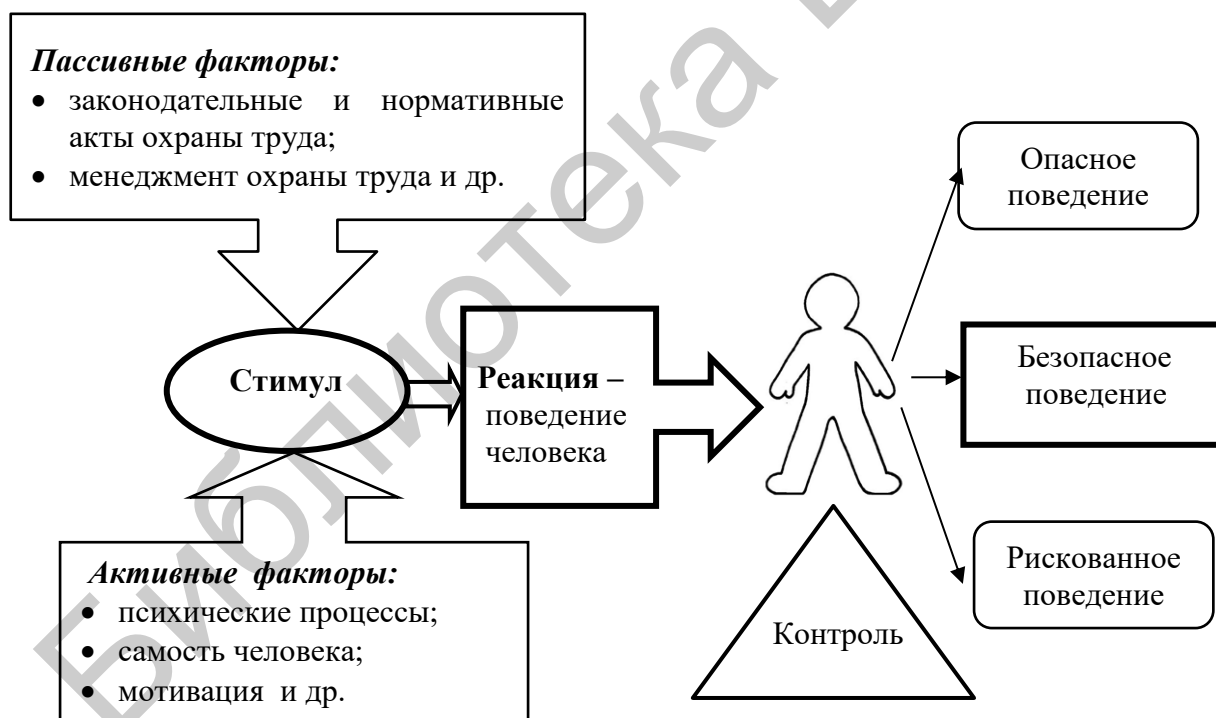 Пассивные факторы:
• законодательные и нормативные
акты охраны труда;
• менеджмент охраны труда и др.
Стимул
Реакция –
поведение
человека
Опасное
поведение
Безопасное
поведение
Рискованное
поведение
Контроль
Активные факторы:
• психические процессы;
• самость человека;
• мотивация и др.
Библиотека